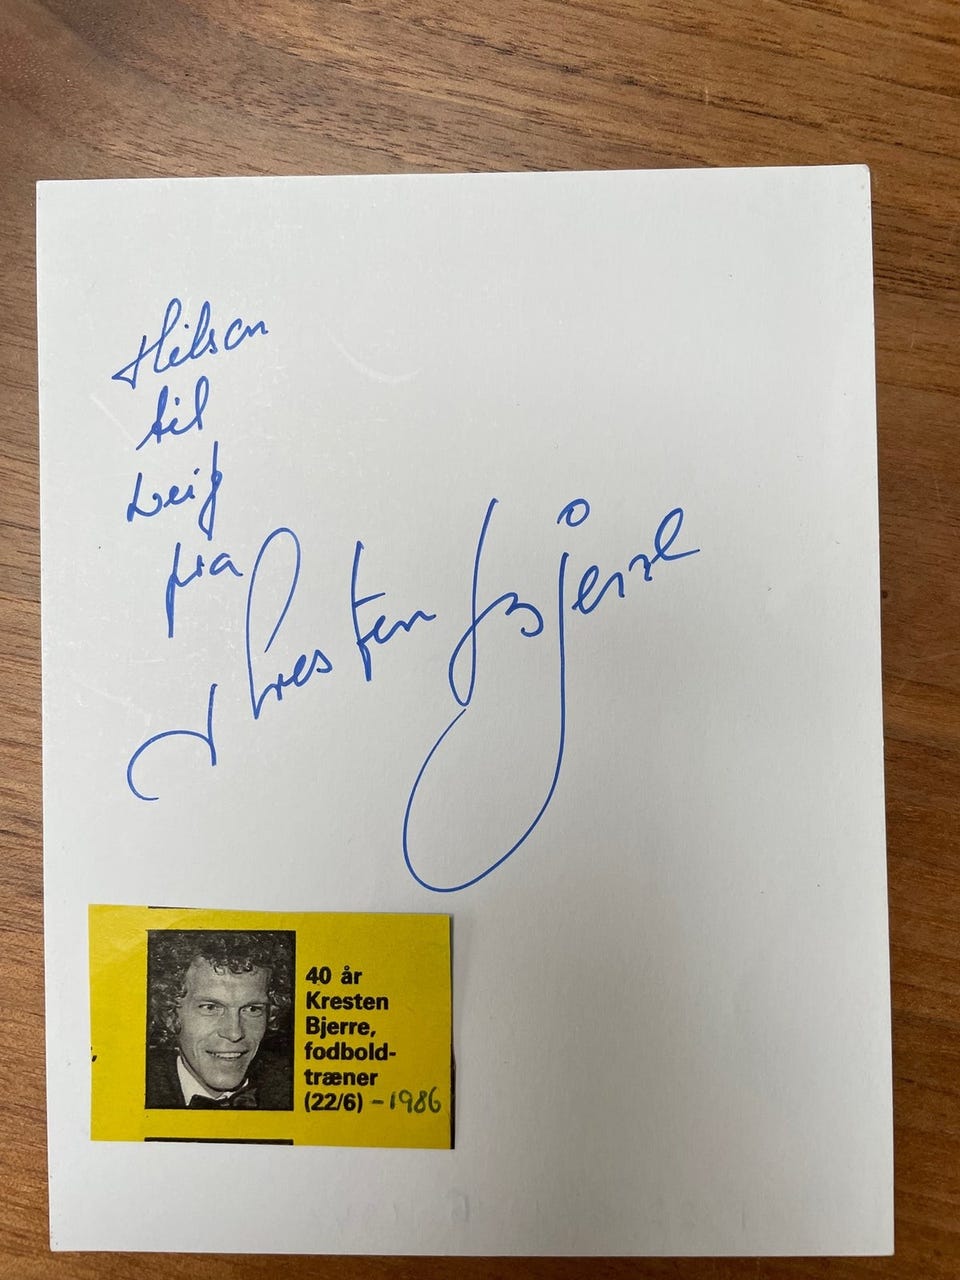 Hilsen
til
Leif
fra
Kresten Bjerre
40 år
Kresten
Bjerre,
fodbold-
træner
(22/6) - 1986